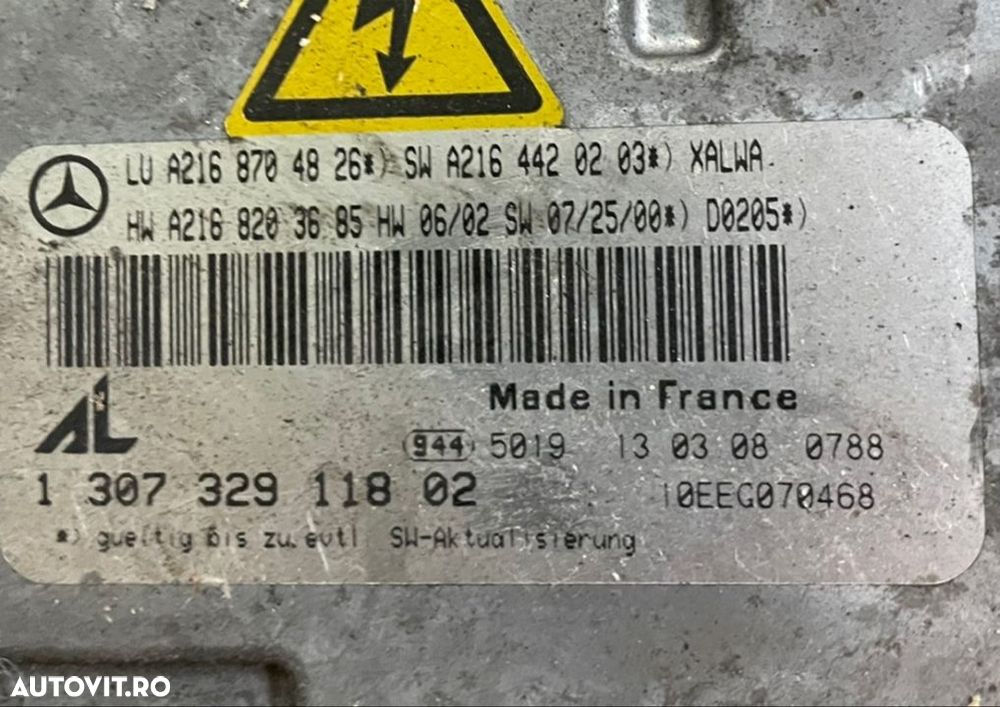 LU A216 870 48 26*) SW A216 442 02 03*) XALWA
HW A216 820 36 85 HW 06/02 SW 07/25/00*) D0205*)
AL
Made in France
944 5019 13 03 08 0788
1 307 329 118 02
10EEG070468
*) gueltig bis zu.evtl SW-Aktualisierung
AUTOVIT.RO